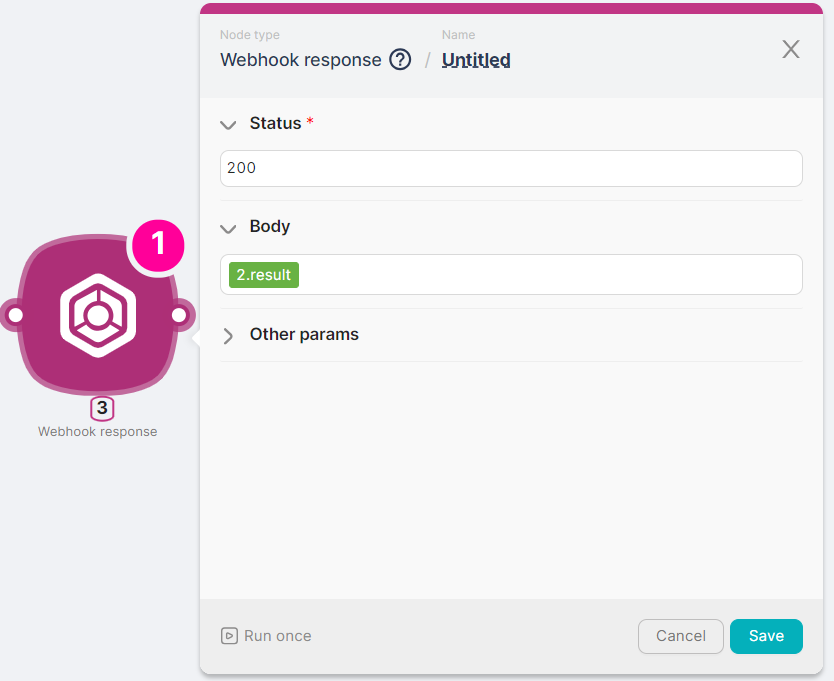 Node type
Name
Webhook response ? / Untitled
X
Status *
200
1
Body
2.result
Other params
3
Webhook response
Run once
Cancel
Save